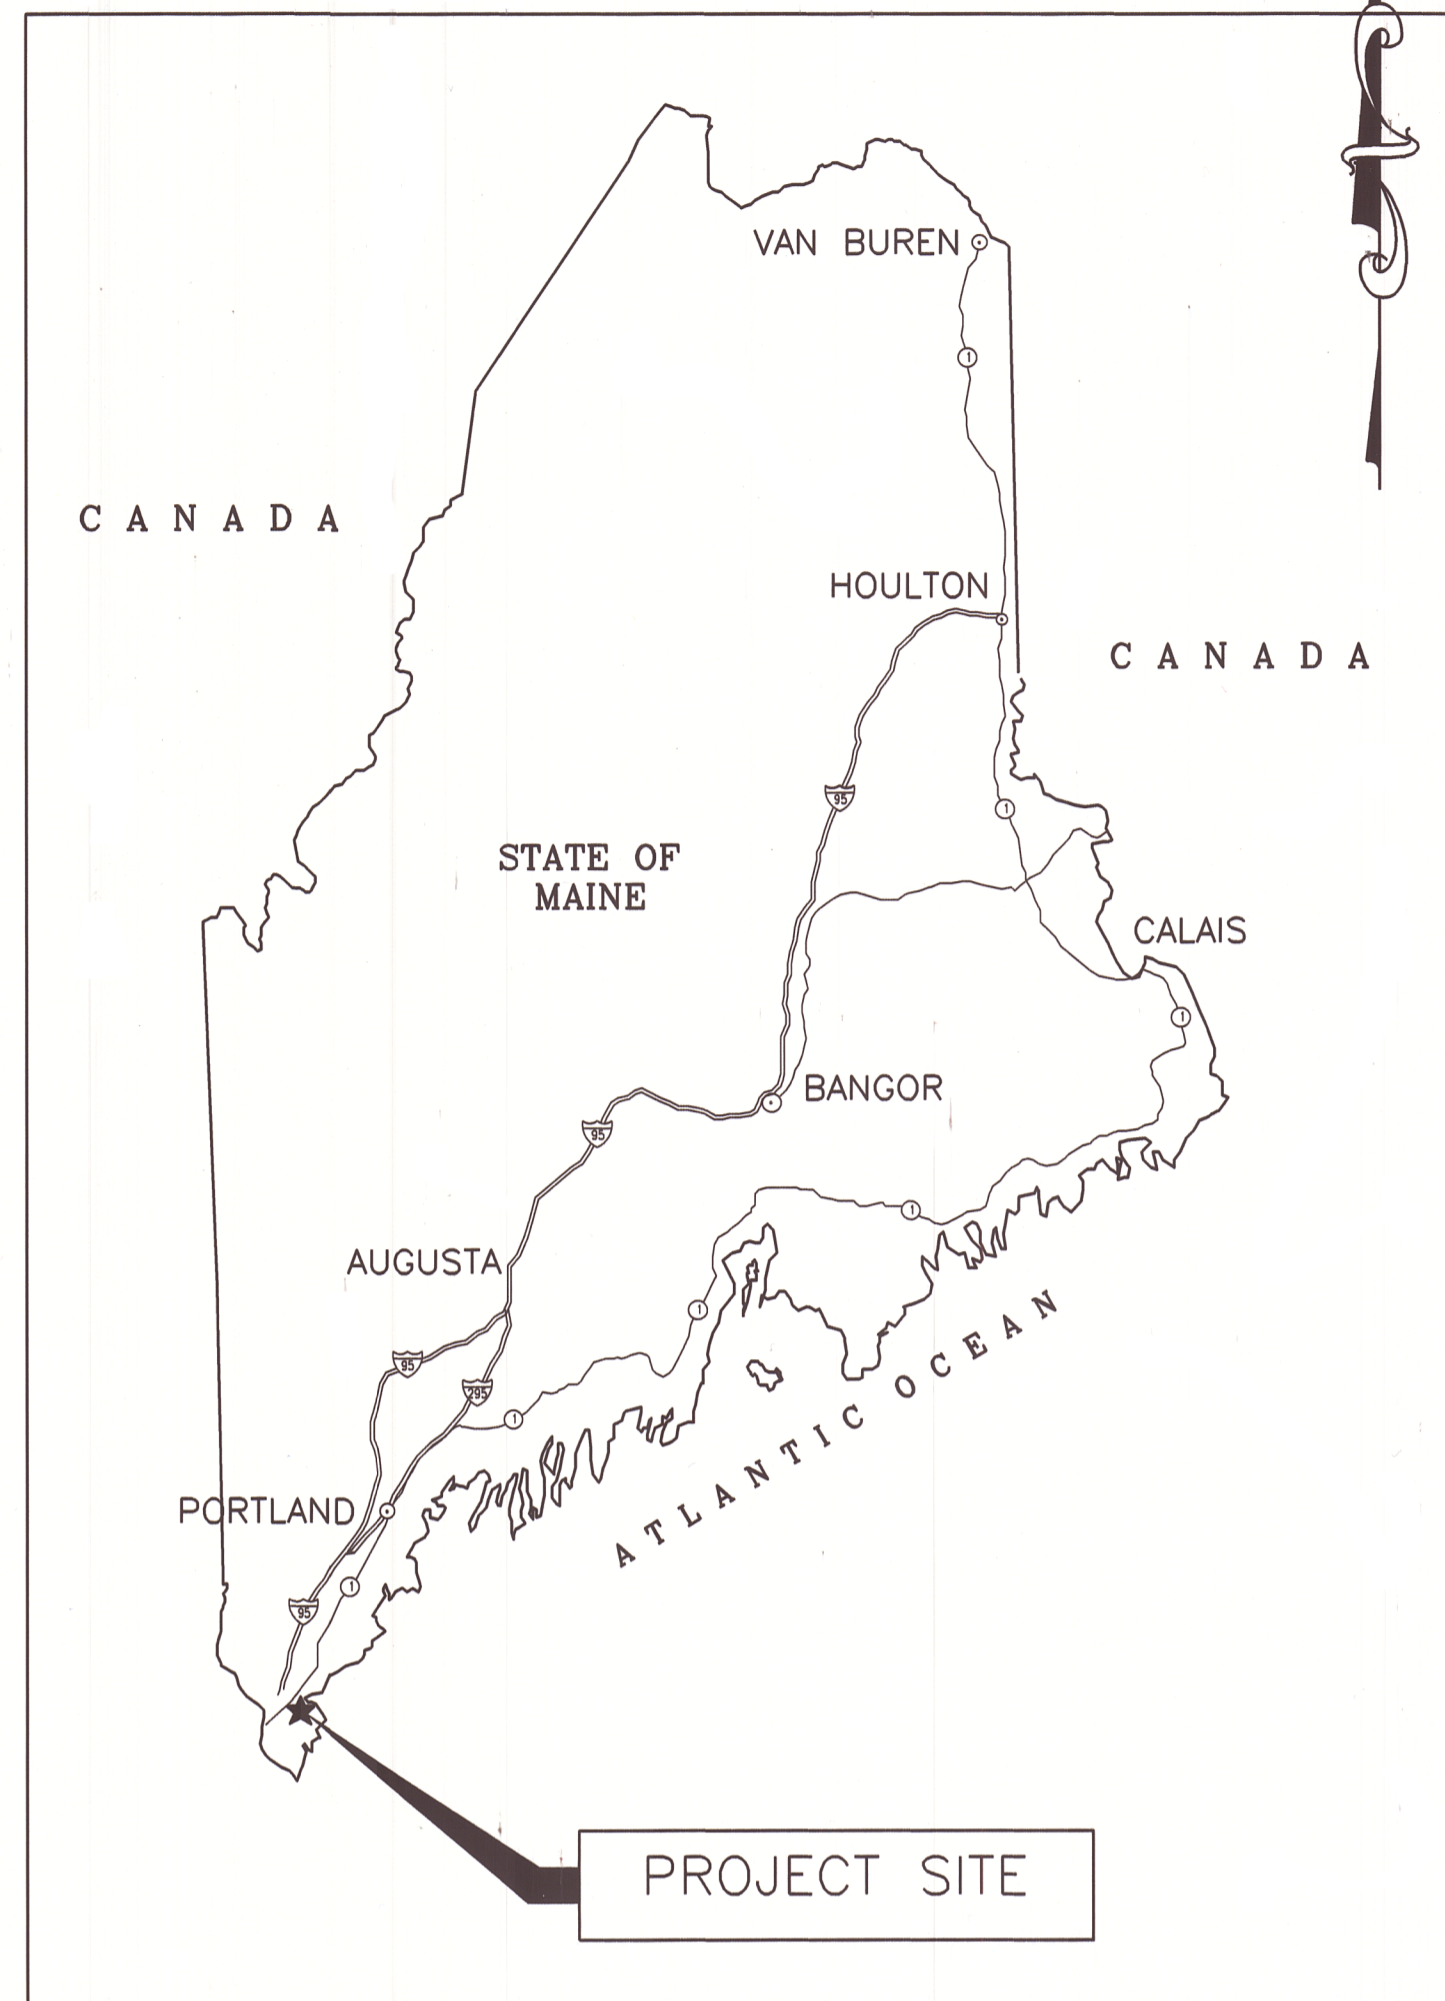 VAN BUREN
1
CANADA
HOULTON
CANADA
95
1
STATE OF
MAINE
CALAIS
1
BANGOR
95
1
AUGUSTA
1
95
295
1
ATLANTIC OCEAN
PORTLAND
1
95
PROJECT SITE